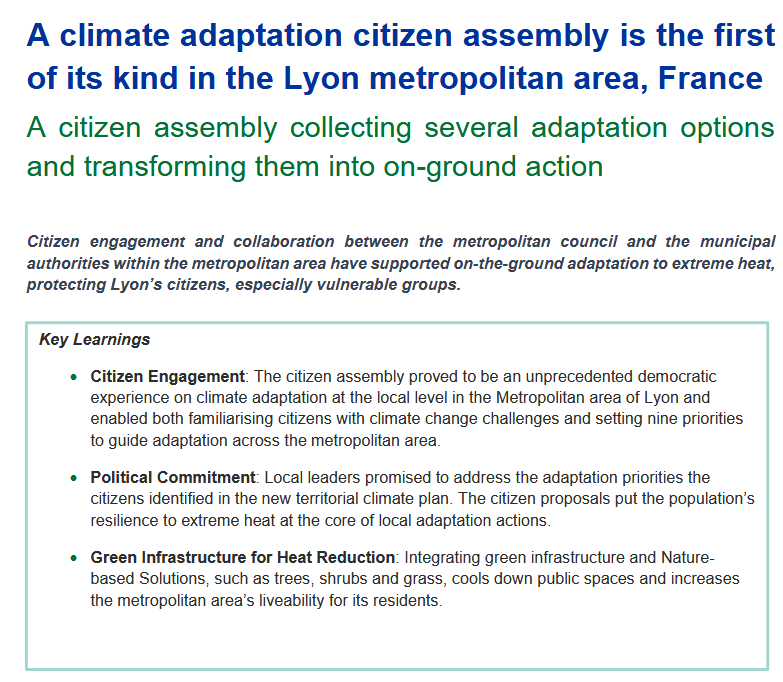 A climate adaptation citizen assembly is the first
of its kind in the Lyon metropolitan area, France
A citizen assembly collecting several adaptation options
and transforming them into on-ground action
Citizen engagement and collaboration between the metropolitan council and the municipal
authorities within the metropolitan area have supported on-the-ground adaptation to extreme heat,
protecting Lyon's citizens, especially vulnerable groups.
Key Learnings
• Citizen Engagement: The citizen assembly proved to be an unprecedented democratic
experience on climate adaptation at the local level in the Metropolitan area of Lyon and
enabled both familiarising citizens with climate change challenges and setting nine priorities
to guide adaptation across the metropolitan area.
• Political Commitment: Local leaders promised to address the adaptation priorities the
citizens identified in the new territorial climate plan. The citizen proposals put the population's
resilience to extreme heat at the core of local adaptation actions.
• Green Infrastructure for Heat Reduction: Integrating green infrastructure and Nature-
based Solutions, such as trees, shrubs and grass, cools down public spaces and increases
the metropolitan area's liveability for its residents.